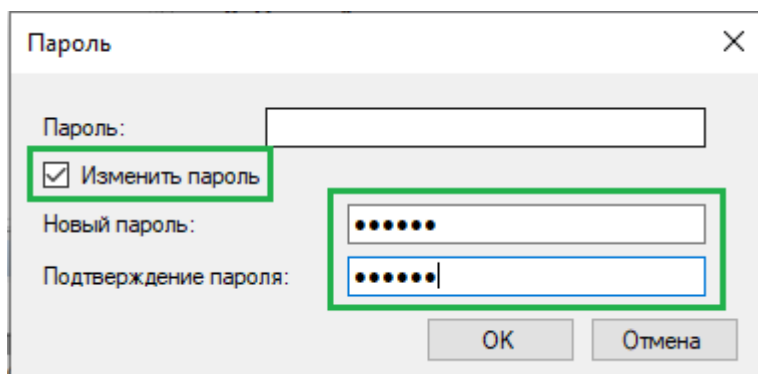 Пароль
Пароль:
Изменить пароль
Новый пароль: ••••••
Подтверждение пароля: ••••••
OK Отмена